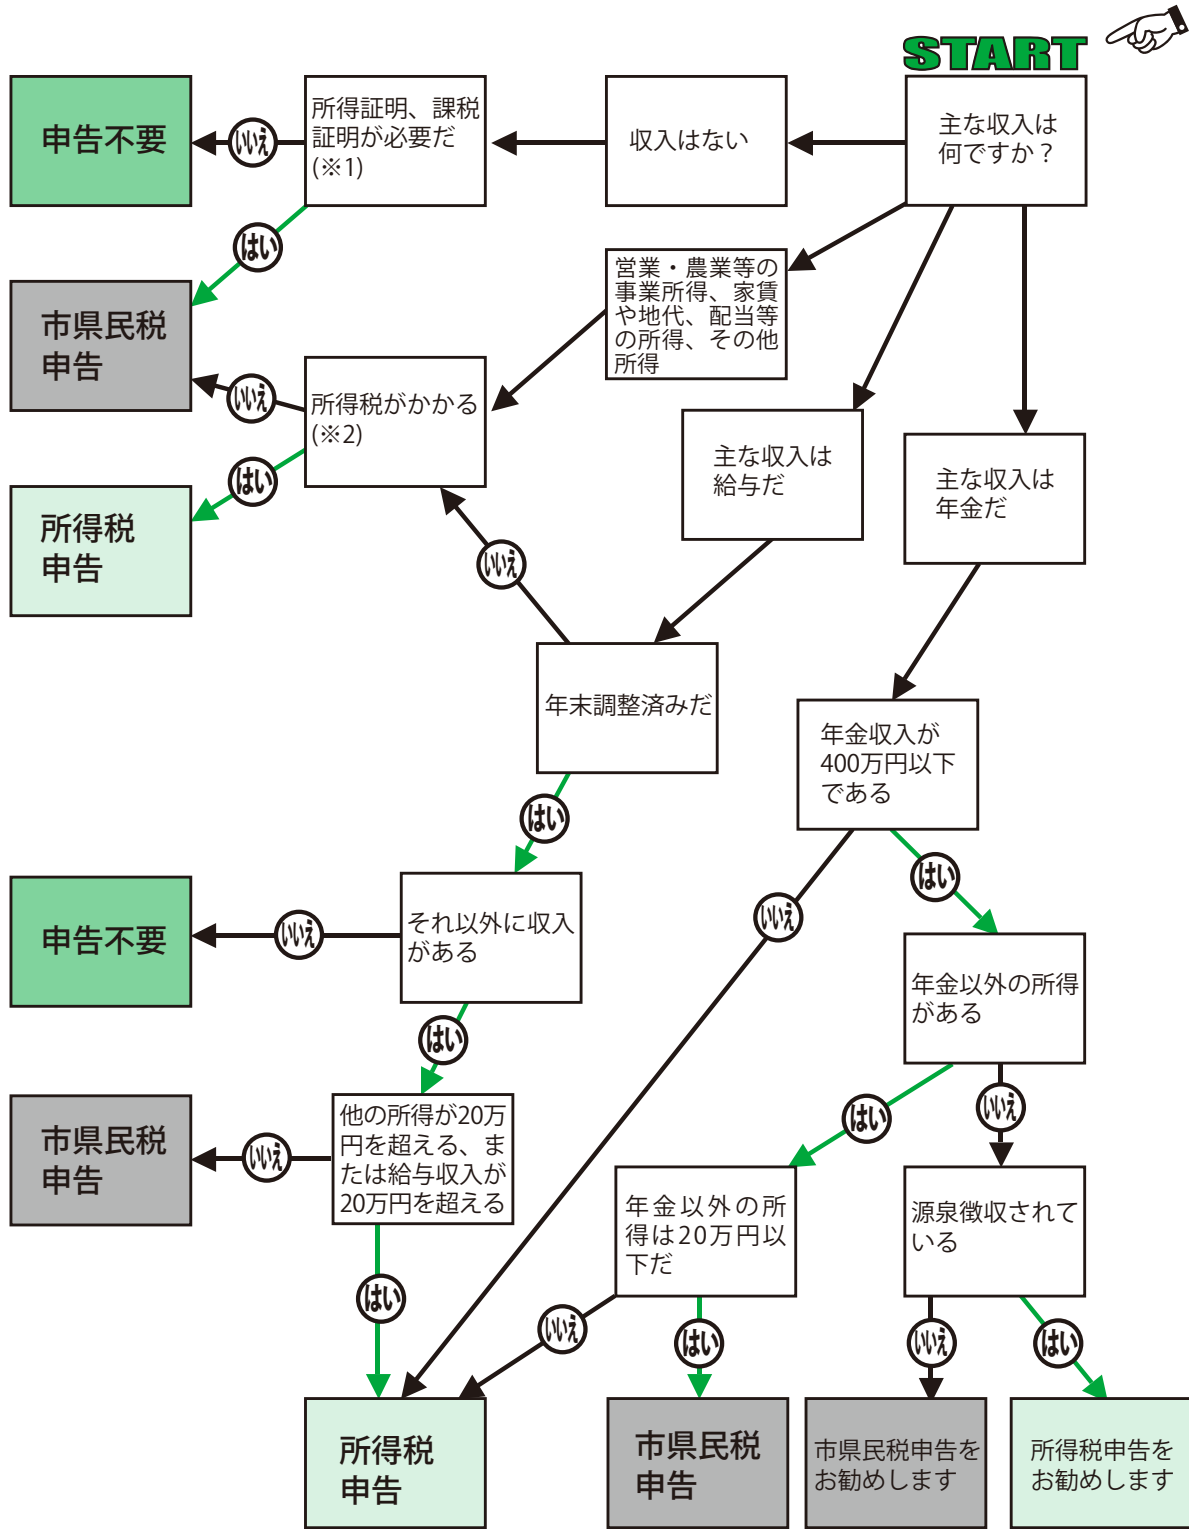 START
主な収入は
何ですか？
収入はない
所得証明、課税
証明が必要だ
(※1)
いいえ
申告不要
はい
市県民税
申告
営業・農業等の
事業所得、家賃
や地代、配当等
の所得、その他
所得
所得税がかかる
(※2)
いいえ
はい
所得税
申告
主な収入は
給与だ
主な収入は
年金だ
いいえ
年末調整済みだ
はい
年金収入が
400万円以下
である
いいえ
はい
それ以外に収入
がある
いいえ
申告不要
はい
他の所得が20万
円を超える、ま
たは給与収入が
20万円を超える
いいえ
市県民税
申告
はい
年金以外の所得
がある
はい
いいえ
年金以外の所
得は20万円以
下だ
源泉徴収されて
いる
いいえ
はい
いいえ
はい
所得税
申告
市県民税
申告
市県民税申告を
お勧めします
所得税申告を
お勧めします